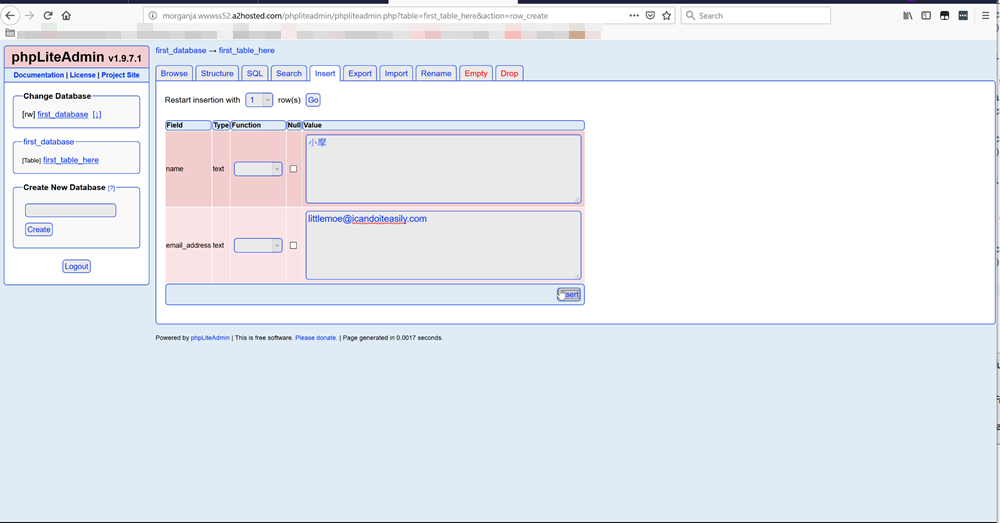 morganja.wwwss52.a2hosted.com/phpliteadmin/phpliteadmin.php?table=first_table_here&action=row_create
Search
phpLiteAdmin v1.9.7.1
Documentation | License | Project Site
Change Database
[rw] first_database [↓]
first_database
[Table] first_table_here
Create New Database [?]
Create
Logout
first_database → first_table_here
Browse Structure SQL Search Insert Export Import Rename Empty Drop
Restart insertion with 1 row(s) Go
Field Type Function Null Value
name text 小摩
email_address text littlemoe@icandoiteasily.com
Insert
Powered by phpLiteAdmin | This is free software. Please donate. | Page generated in 0.0017 seconds.